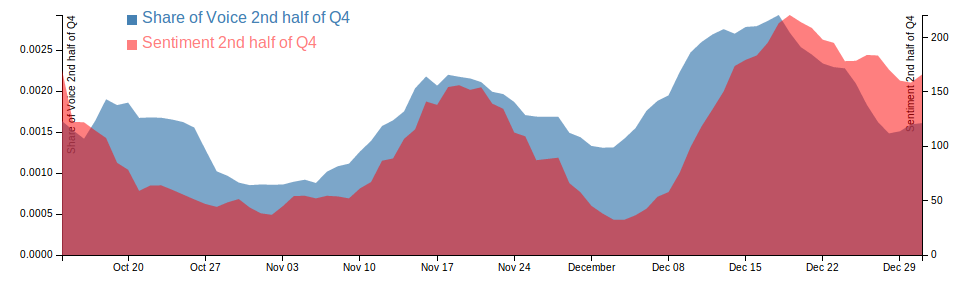 Share of Voice 2nd half of Q4
Sentiment 2nd half of Q4
Share of Voice 2nd half of Q4
0.0025
0.0020
0.0015
0.0010
0.0005
0.0000
Sentiment 2nd half of Q4
200
150
100
50
0
Oct 20 Oct 27 Nov 03 Nov 10 Nov 17 Nov 24 December Dec 08 Dec 15 Dec 22 Dec 29